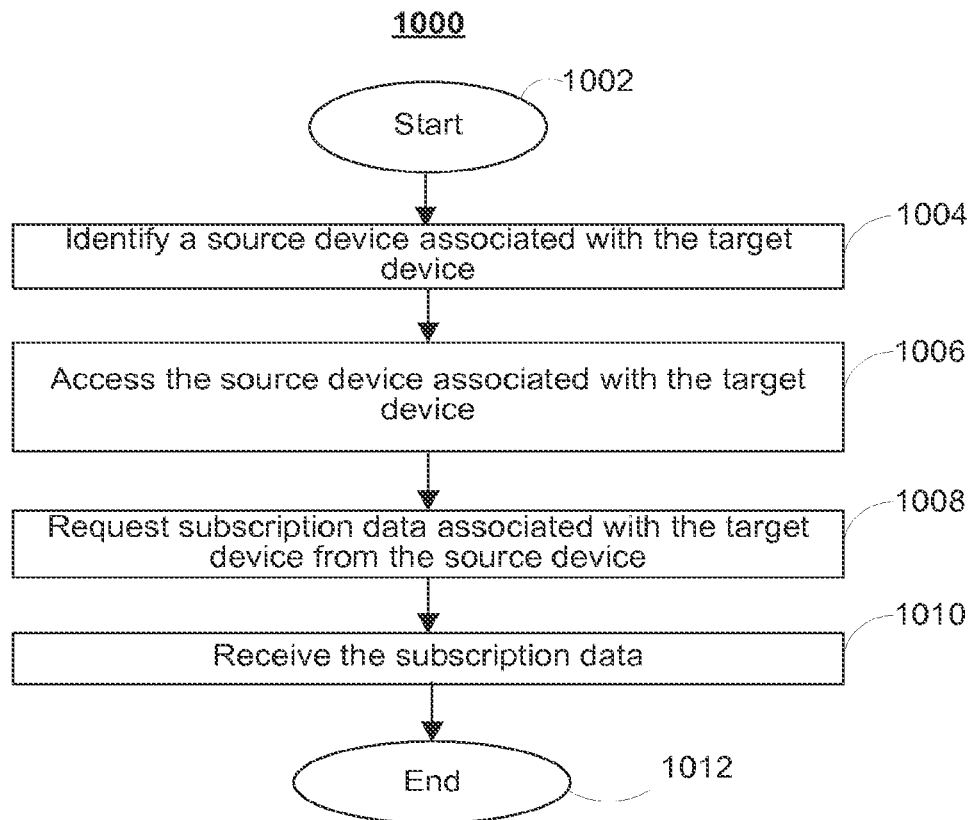 1000
1002
Start
1004
Identify a source device associated with the target
device
1006
Access the source device associated with the target
device
1008
Request subscription data associated with the target
device from the source device
1010
Receive the subscription data
End
1012